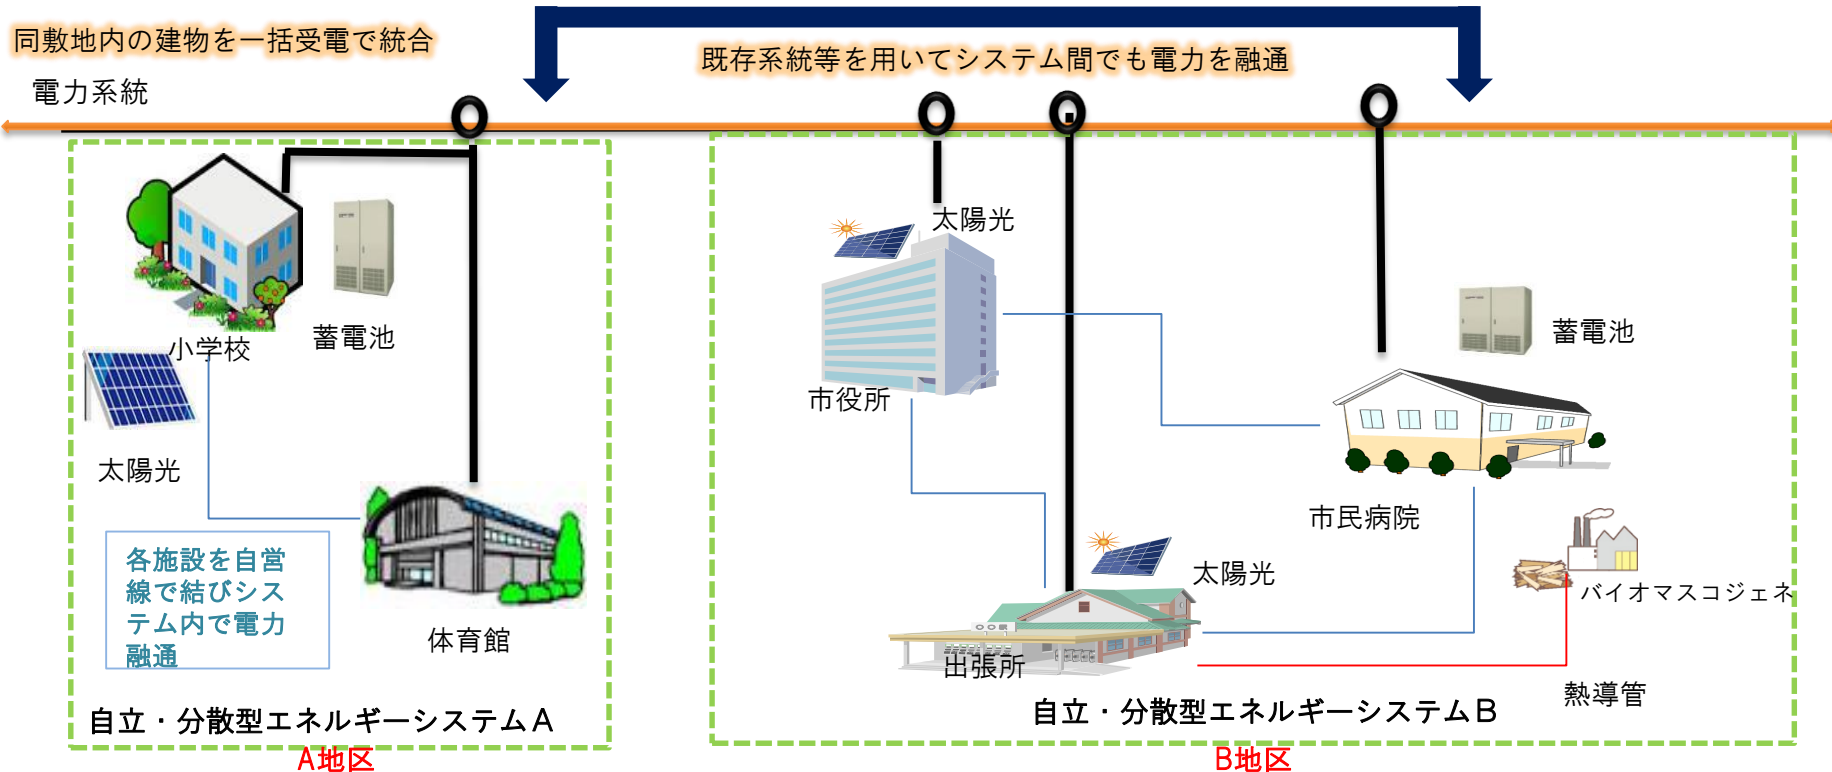 同敷地内の建物を一括受電で統合
既存系統等を用いてシステム間でも電力を融通
電力系統
小学校
蓄電池
太陽光
体育館
各施設を自営
線で結びシス
テム内で電力
融通
自立・分散型エネルギーシステムA
A地区
太陽光
市役所
蓄電池
市民病院
バイオマスコジェネ
太陽光
出張所
熱導管
自立・分散型エネルギーシステムB
B地区